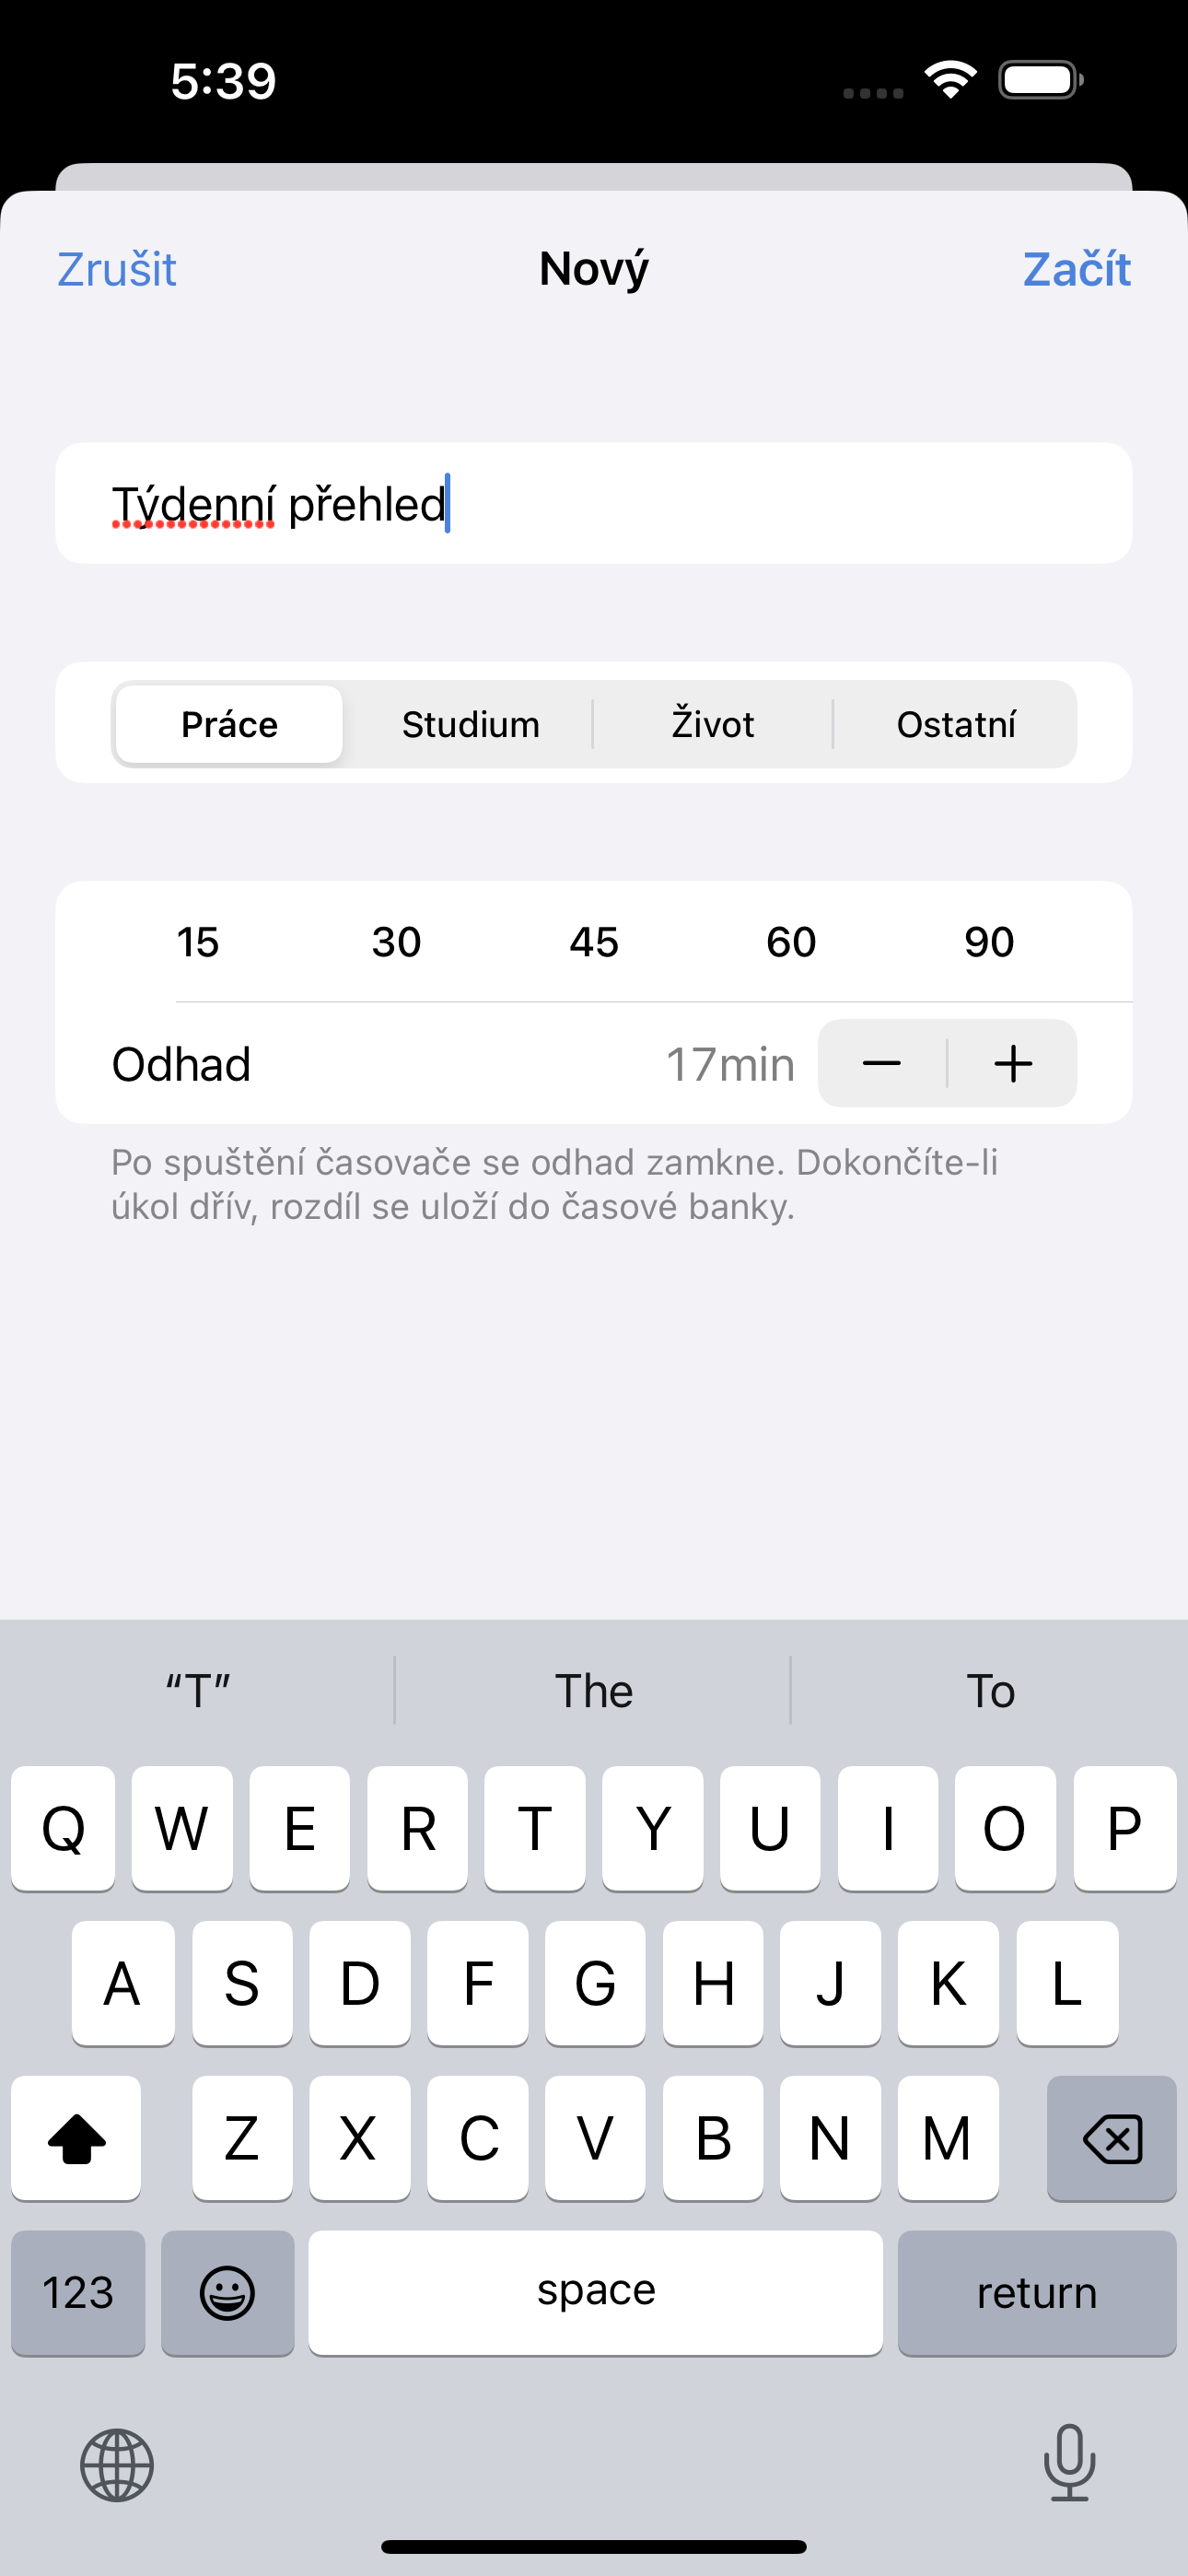 5:39
Zrušit Nový Začít
Týdenní přehled
Práce Studium Život Ostatní
15 30 45 60 90
Odhad 17min
Po spuštění časovače se odhad zamkne. Dokončíte-li
úkol dřív, rozdíl se uloží do časové banky.
“T” The To
Q W E R T Y U I O P
A S D F G H J K L
Z X C V B N M
123 space return